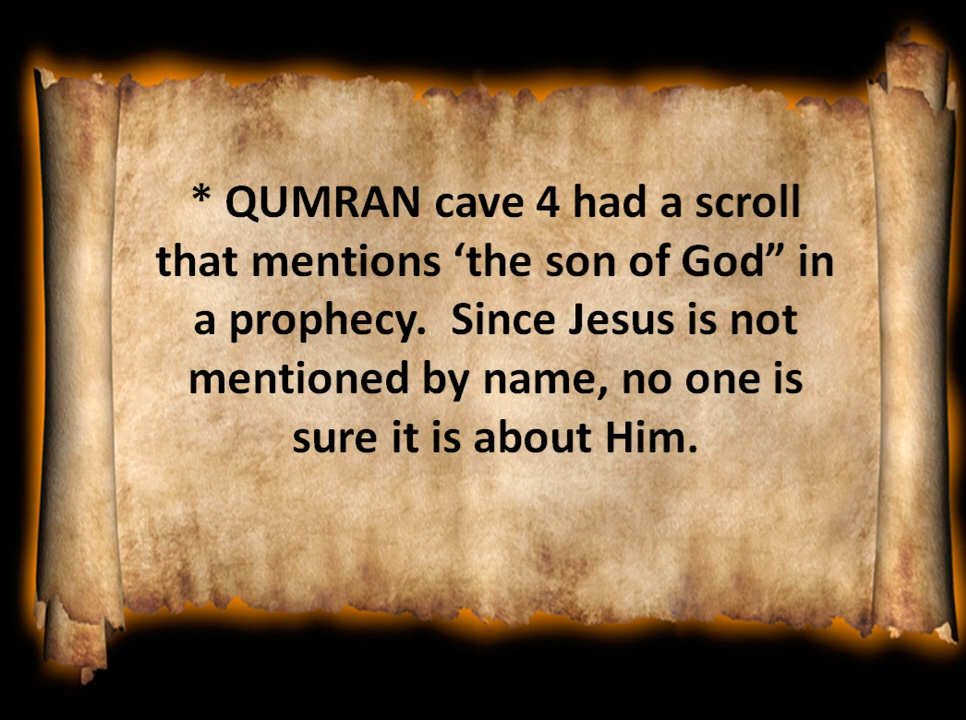 * QUMRAN cave 4 had a scroll
that mentions ‘the son of God” in
a prophecy.  Since Jesus is not
mentioned by name, no one is
sure it is about Him.